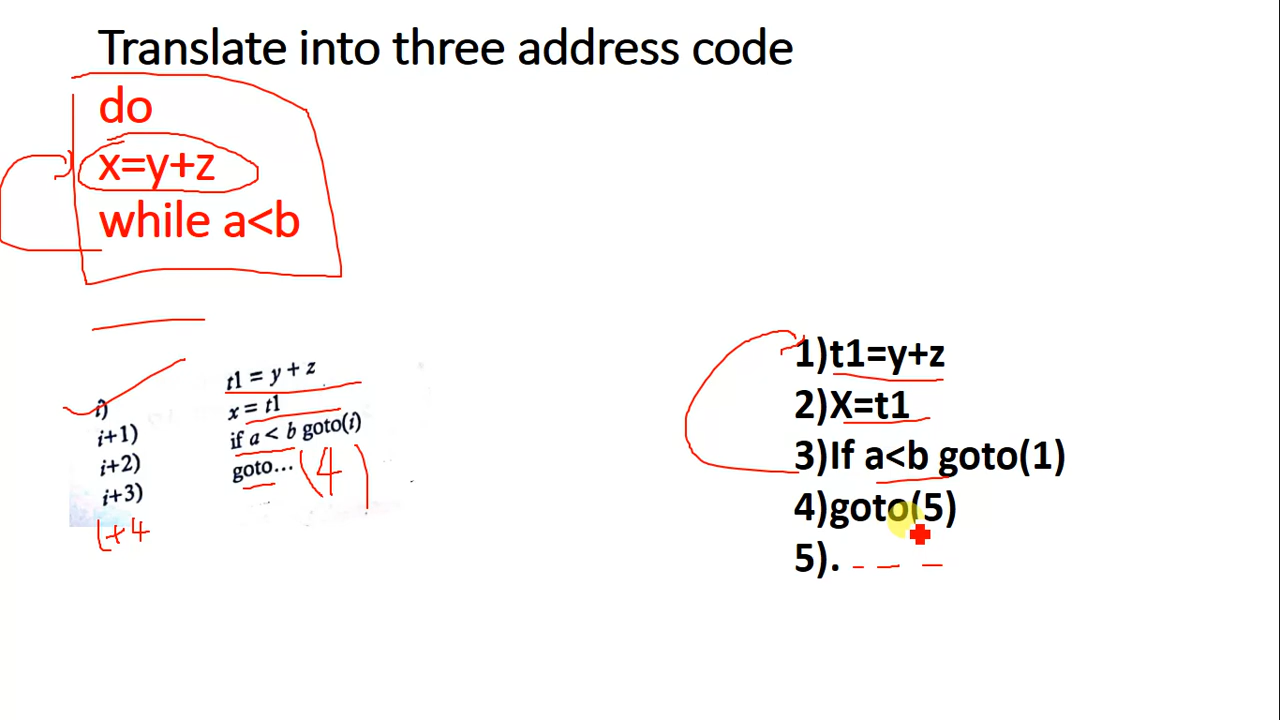 Translate into three address code
do
x=y+z
while a<b
i)
i+1)
i+2)
i+3)
i+4
t1 = y + z
x = t1
if a < b goto(i)
goto... (4)
1)t1=y+z
2)X=t1
3)If a<b goto(1)
4)goto(5)
5).